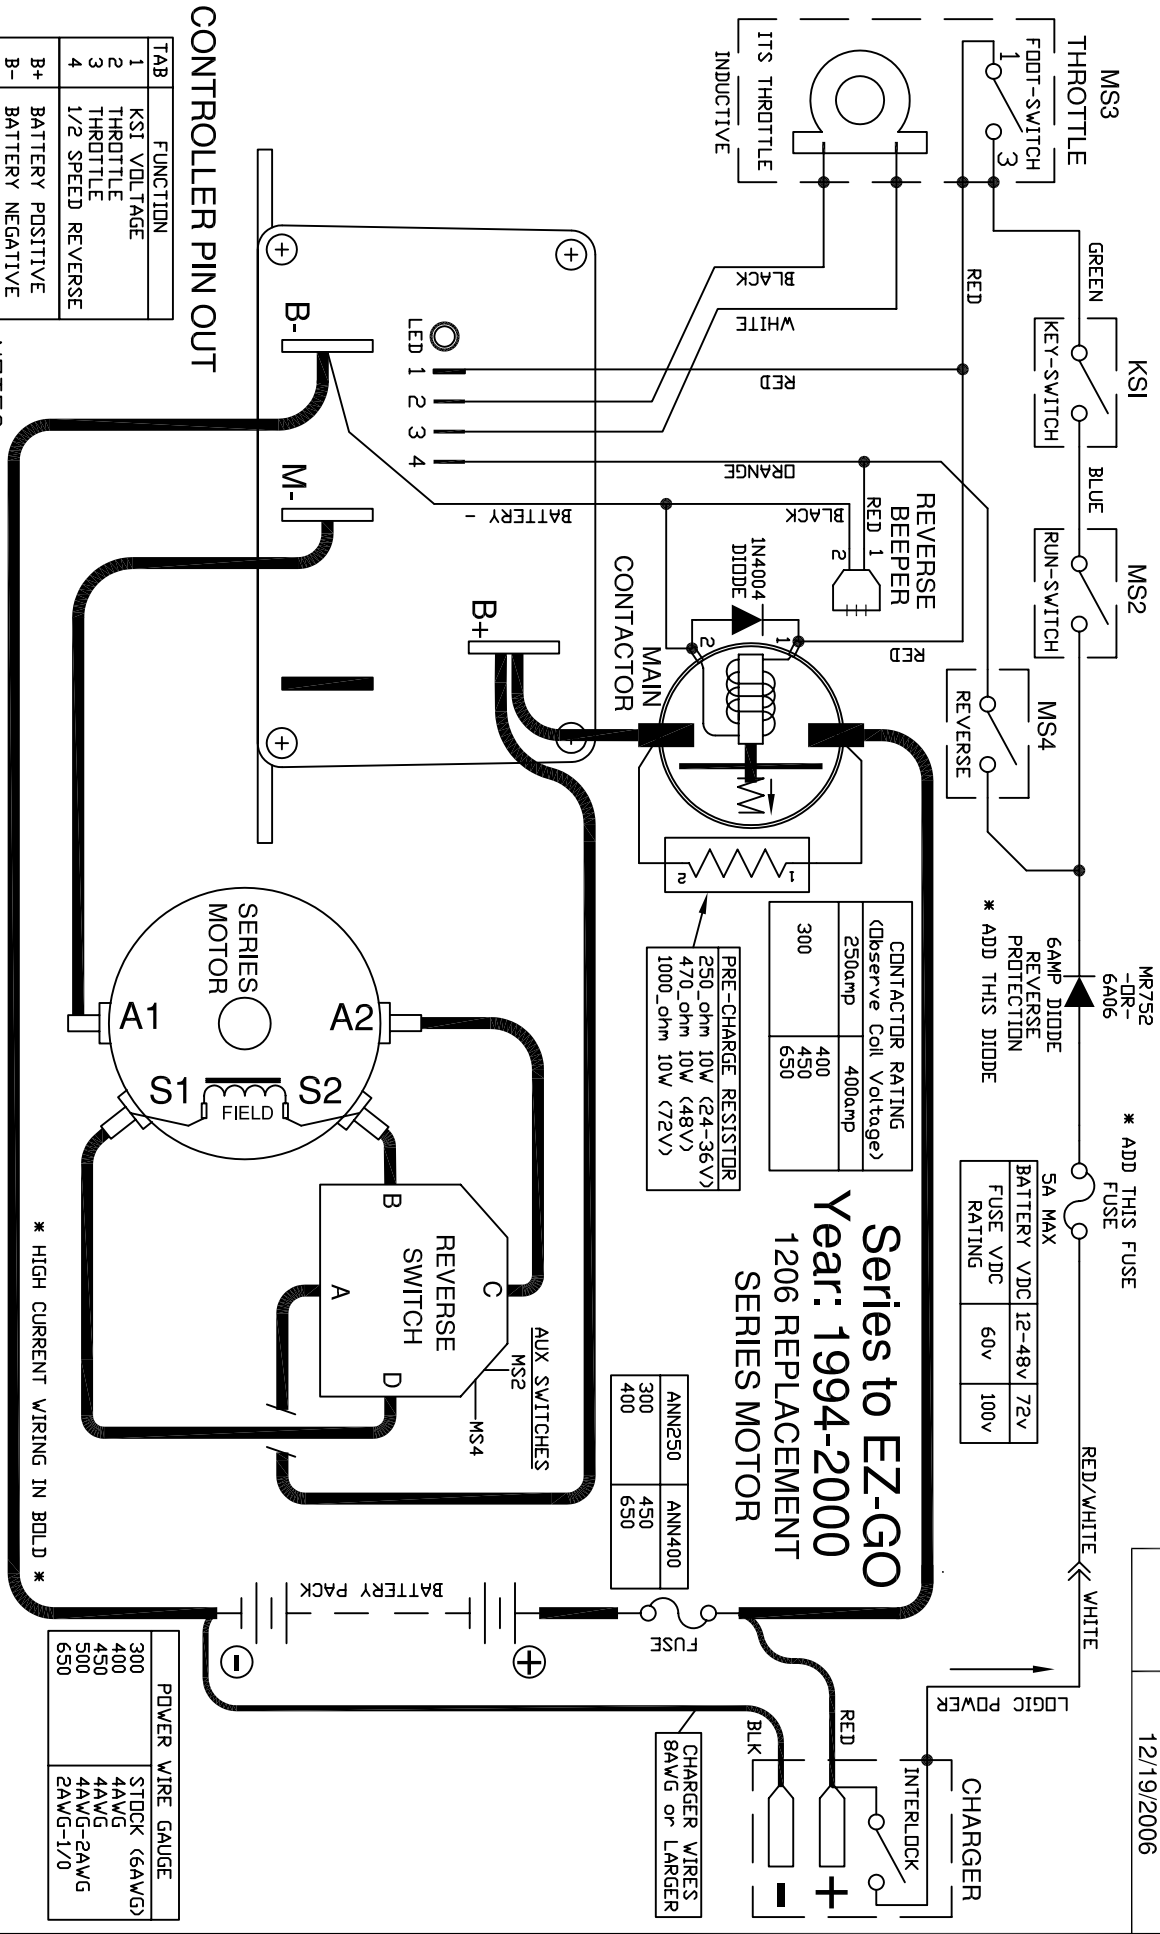 12/19/2006
MS3
THROTTLE
FOOT-SWITCH
1
3
ITS THROTTLE
INDUCTIVE
GREEN
KSI
KEY-SWITCH
BLUE
MS2
RUN-SWITCH
MS4
REVERSE
MR752
-OR-
6A06
6AMP DIODE
REVERSE
PROTECTION
* ADD THIS DIODE
* ADD THIS FUSE
FUSE
5A MAX
BATTERY VDC 12-48v 72v
FUSE VDC
RATING 60v 100v
RED/WHITE
WHITE
LOGIC POWER
RED
BLACK
WHITE
RED
ORANGE
BLACK
BATTERY -
REVERSE
BEEPER
RED 1
2
1N4004
DIODE
1
2
RED
MAIN
CONTACTOR
1
2
CONTACTOR RATING
(Observe Coil Voltage)
250amp 400amp
300 400
450
650
PRE-CHARGE RESISTOR
250_ohm 10W (24-36V)
470_ohm 10W (48V)
1000_ohm 10W (72V)
Series to EZ-GO
Year: 1994-2000
1206 REPLACEMENT
SERIES MOTOR
CHARGER
INTERLOCK
RED
+
BLK
-
CHARGER WIRES
8AWG or LARGER
ANN250 ANN400
300 450
400 650
FUSE
BATTERY PACK
+
-
LED 1
2
3
4
B-
M-
B+
SERIES
MOTOR
A1
A2
S1
S2
FIELD
REVERSE
SWITCH
A
B
C
D
AUX SWITCHES
MS2
MS4
* HIGH CURRENT WIRING IN BOLD *
POWER WIRE GAUGE
300 STOCK (6AWG)
400 4AWG
450 4AWG
500 4AWG-2AWG
650 2AWG-1/0
CONTROLLER PIN OUT
TAB FUNCTION
1 KSI VOLTAGE
2 THROTTLE
3 THROTTLE
4 1/2 SPEED REVERSE
B+ BATTERY POSITIVE
B- BATTERY NEGATIVE